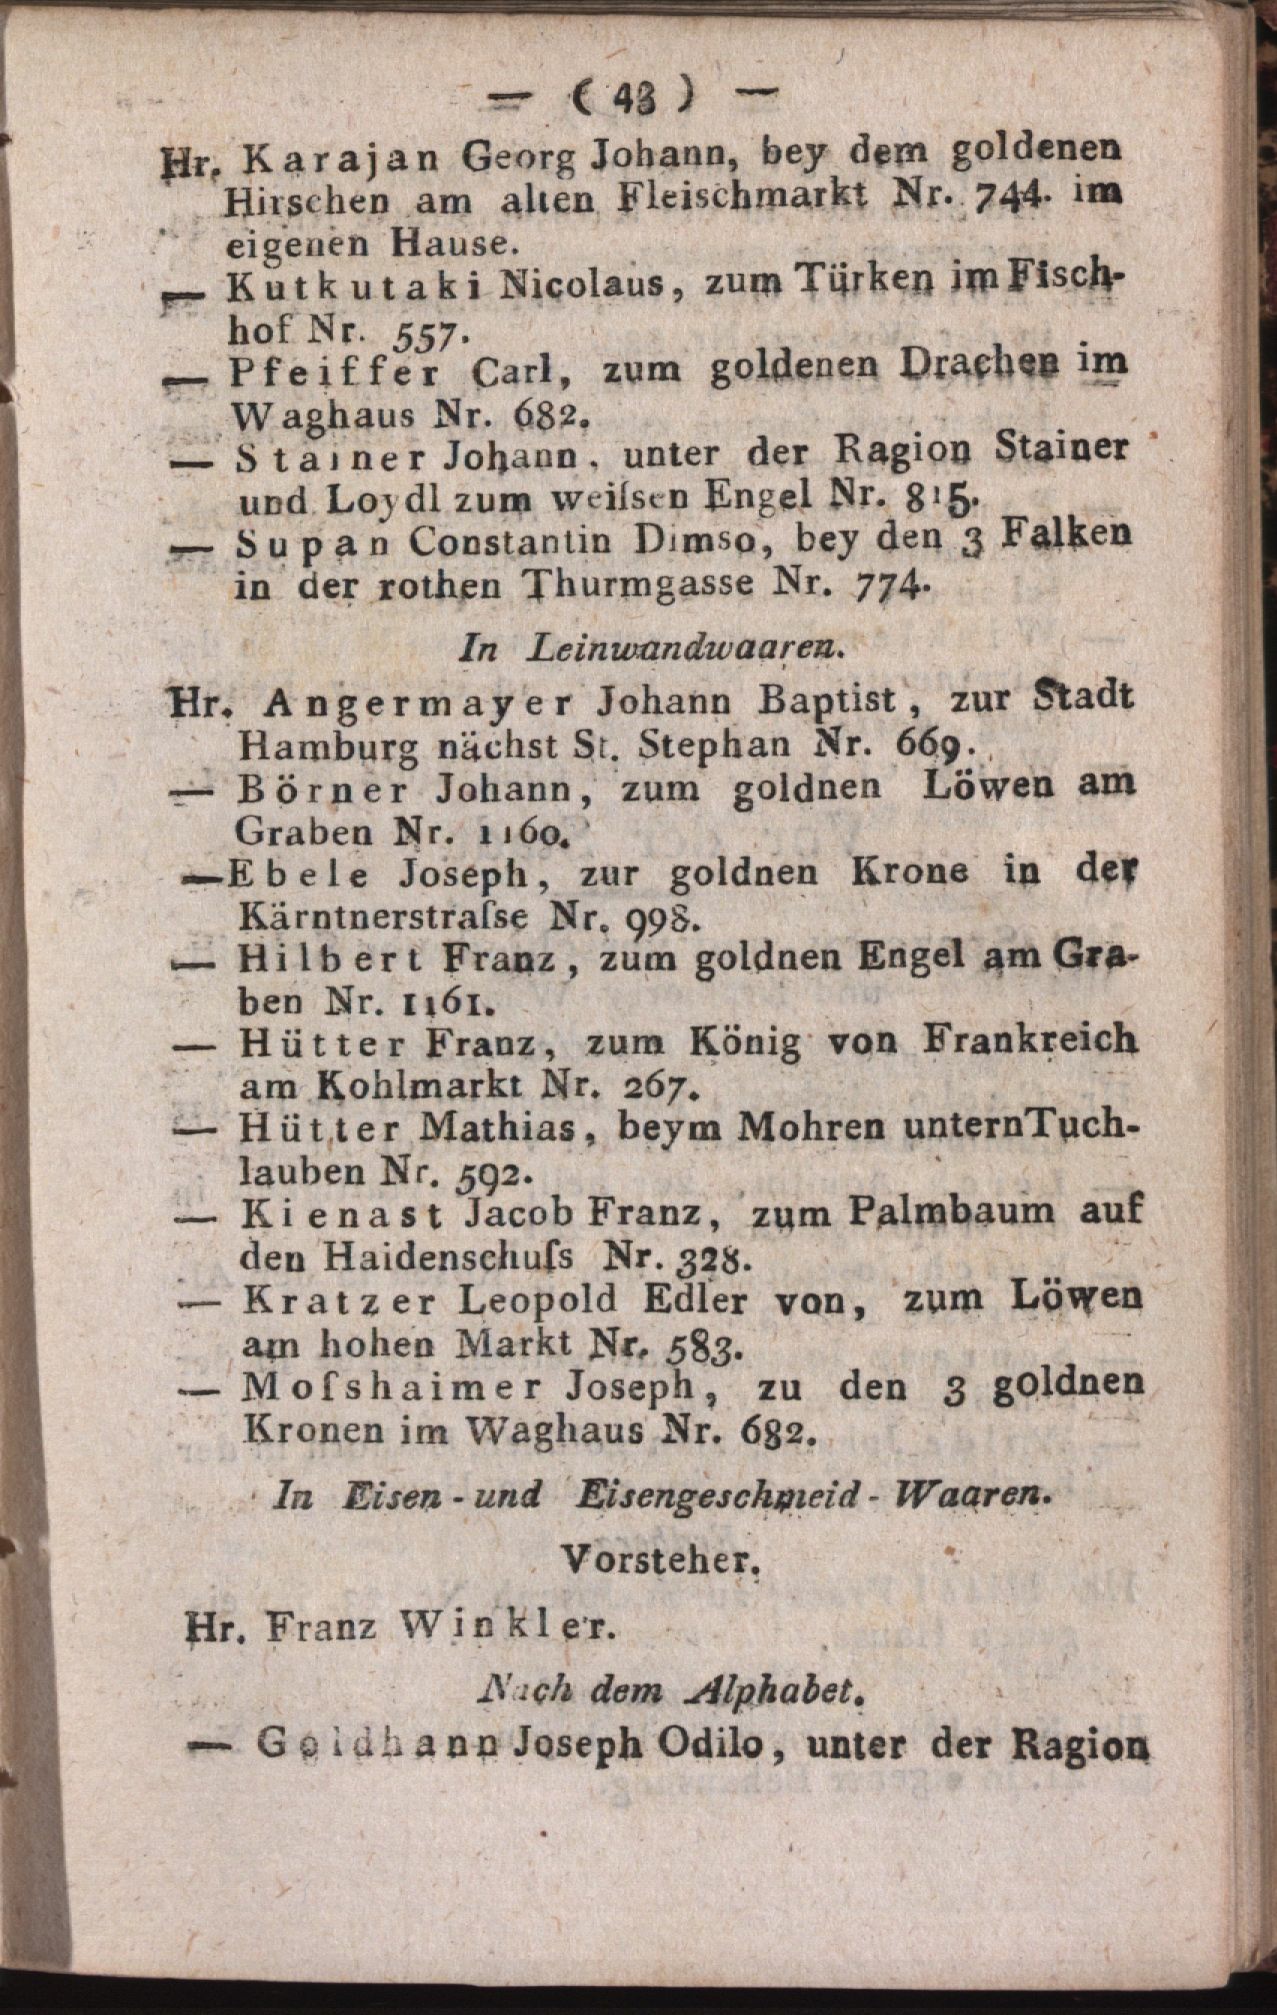 — ( 43 ) —
Hr. Karajan Georg Johann, bey dem goldenen
Hirschen am alten Fleischmarkt Nr. 744. im
eigenen Hause.
— Kutkutaki Nicolaus, zum Türken im Fisch-
hof Nr. 557.
— Pfeiffer Carl, zum goldenen Drachen im
Waghaus Nr. 682.
— Stainer Johann, unter der Ragion Stainer
und Loydl zum weiſsen Engel Nr. 815.
— Supan Constantin Dimso, bey den 3 Falken
in der rothen Thurmgasse Nr. 774.
In Leinwandwaaren.
Hr. Angermayer Johann Baptist, zur Stadt
Hamburg nächst St. Stephan Nr. 669.
— Börner Johann, zum goldnen Löwen am
Graben Nr. 1160.
— Ebele Joseph, zur goldnen Krone in der
Kärntnerstraſse Nr. 998.
— Hilbert Franz, zum goldnen Engel am Gra-
ben Nr. 1161.
— Hütter Franz, zum König von Frankreich
am Kohlmarkt Nr. 267.
— Hütter Mathias, beym Mohren untern Tuch-
lauben Nr. 592.
— Kienast Jacob Franz, zum Palmbaum auf
den Haidenschuſs Nr. 328.
— Kratzer Leopold Edler von, zum Löwen
am hohen Markt Nr. 583.
— Moſshaimer Joseph, zu den 3 goldnen
Kronen im Waghaus Nr. 682.
In Eisen- und Eisengeschmeid-Waaren.
Vorsteher.
Hr. Franz Winkler.
Nach dem Alphabet.
— Goldhann Joseph Odilo, unter der Ragion